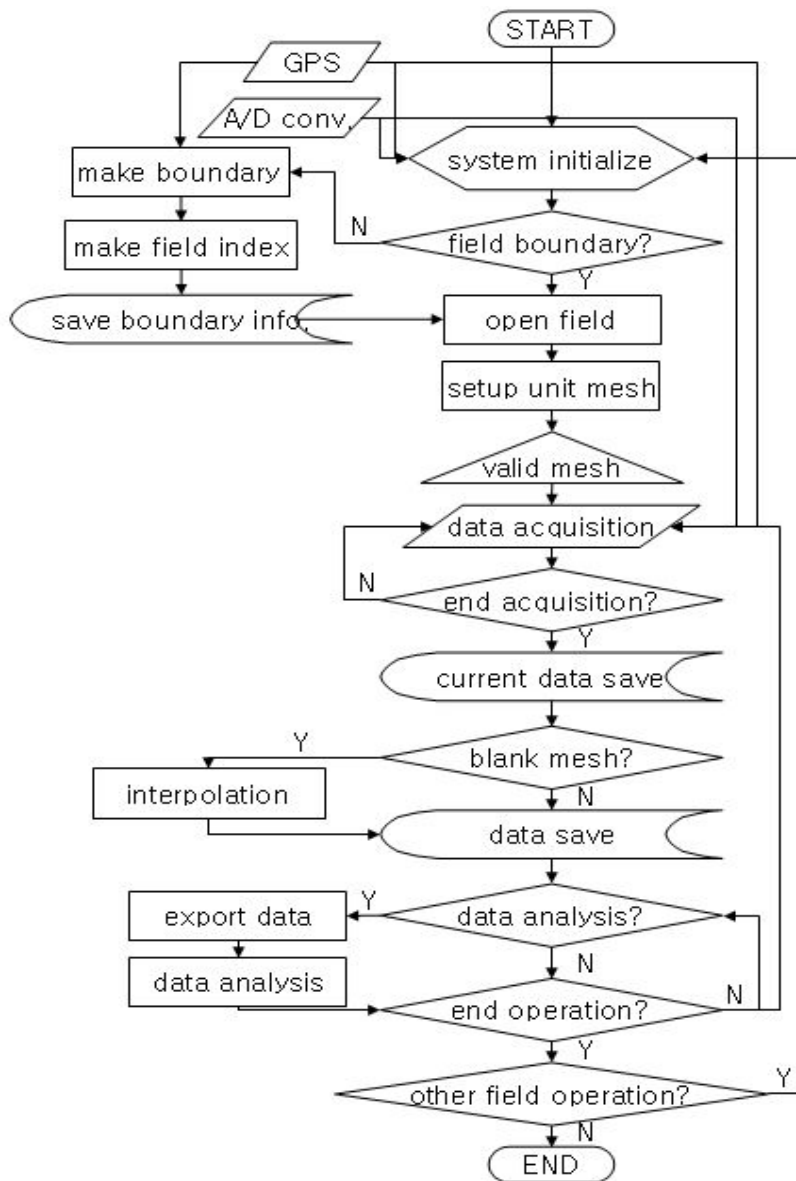 START
GPS
A/D conv,
system initialize
make boundary
N
field boundary?
make field index
Y
save boundary info,
open field
setup unit mesh
valid mesh
data acquisition
N
end acquisition?
Y
current data save
Y
blank mesh?
interpolation
N
data save
Y
export data
data analysis?
N
data analysis
end operation?
N
Y
other field operation?
Y
N
END